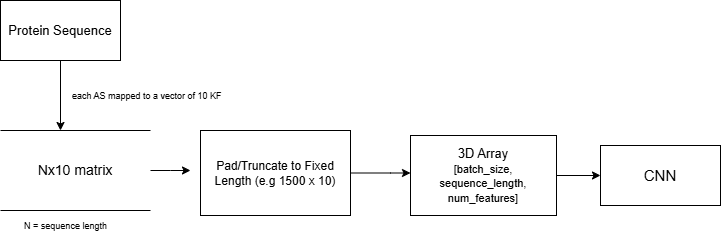 Protein Sequence
each AS mapped to a vector of 10 KF
Nx10 matrix
N = sequence length
Pad/Truncate to Fixed
Length (e.g 1500 x 10)
3D Array
[batch_size,
sequence_length,
num_features]
CNN